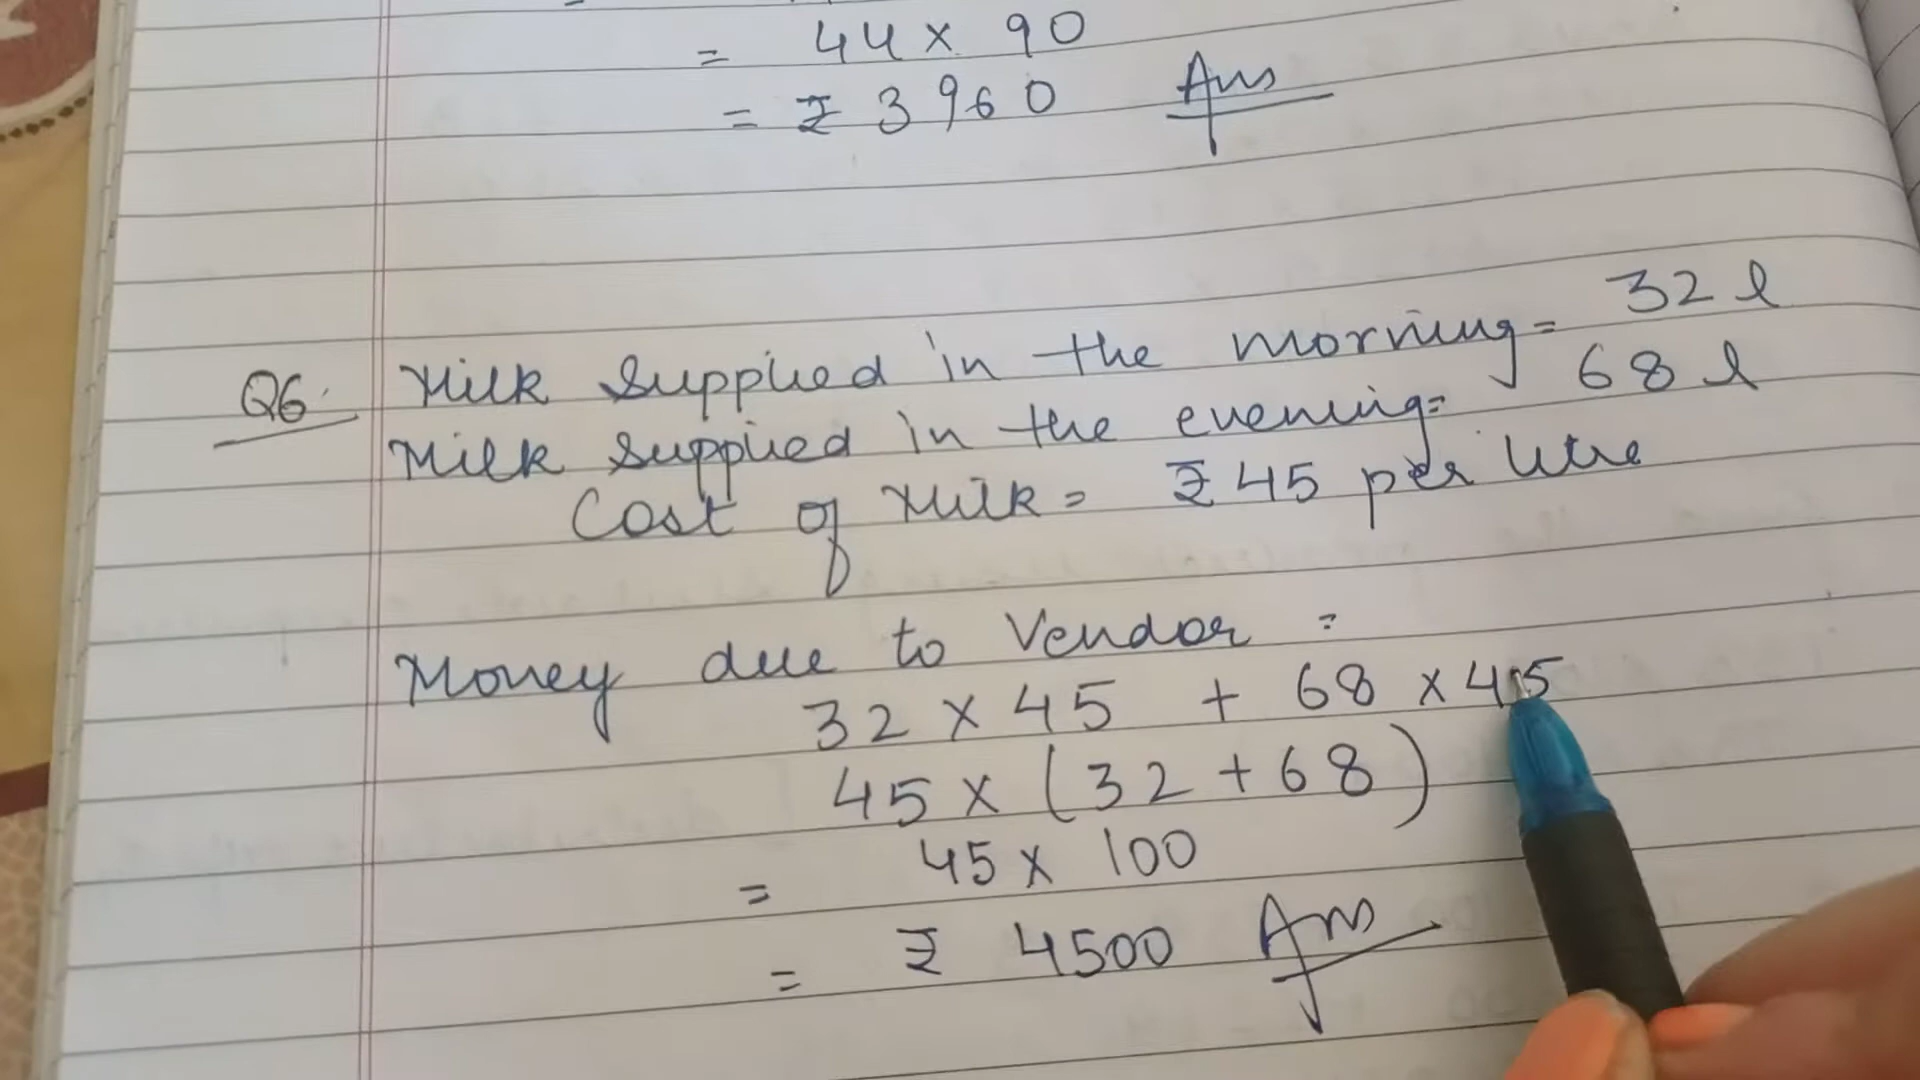 = 44 x 90
= ₹ 3960 Ans
Q6. Milk Supplied in the morning = 32 l
Milk Supplied in the evening = 68 l
Cost of Milk = ₹ 45 per litre
Money due to Vendor =
32 x 45 + 68 x 45
45 x (32 + 68)
= 45 x 100
= ₹ 4500 Ans